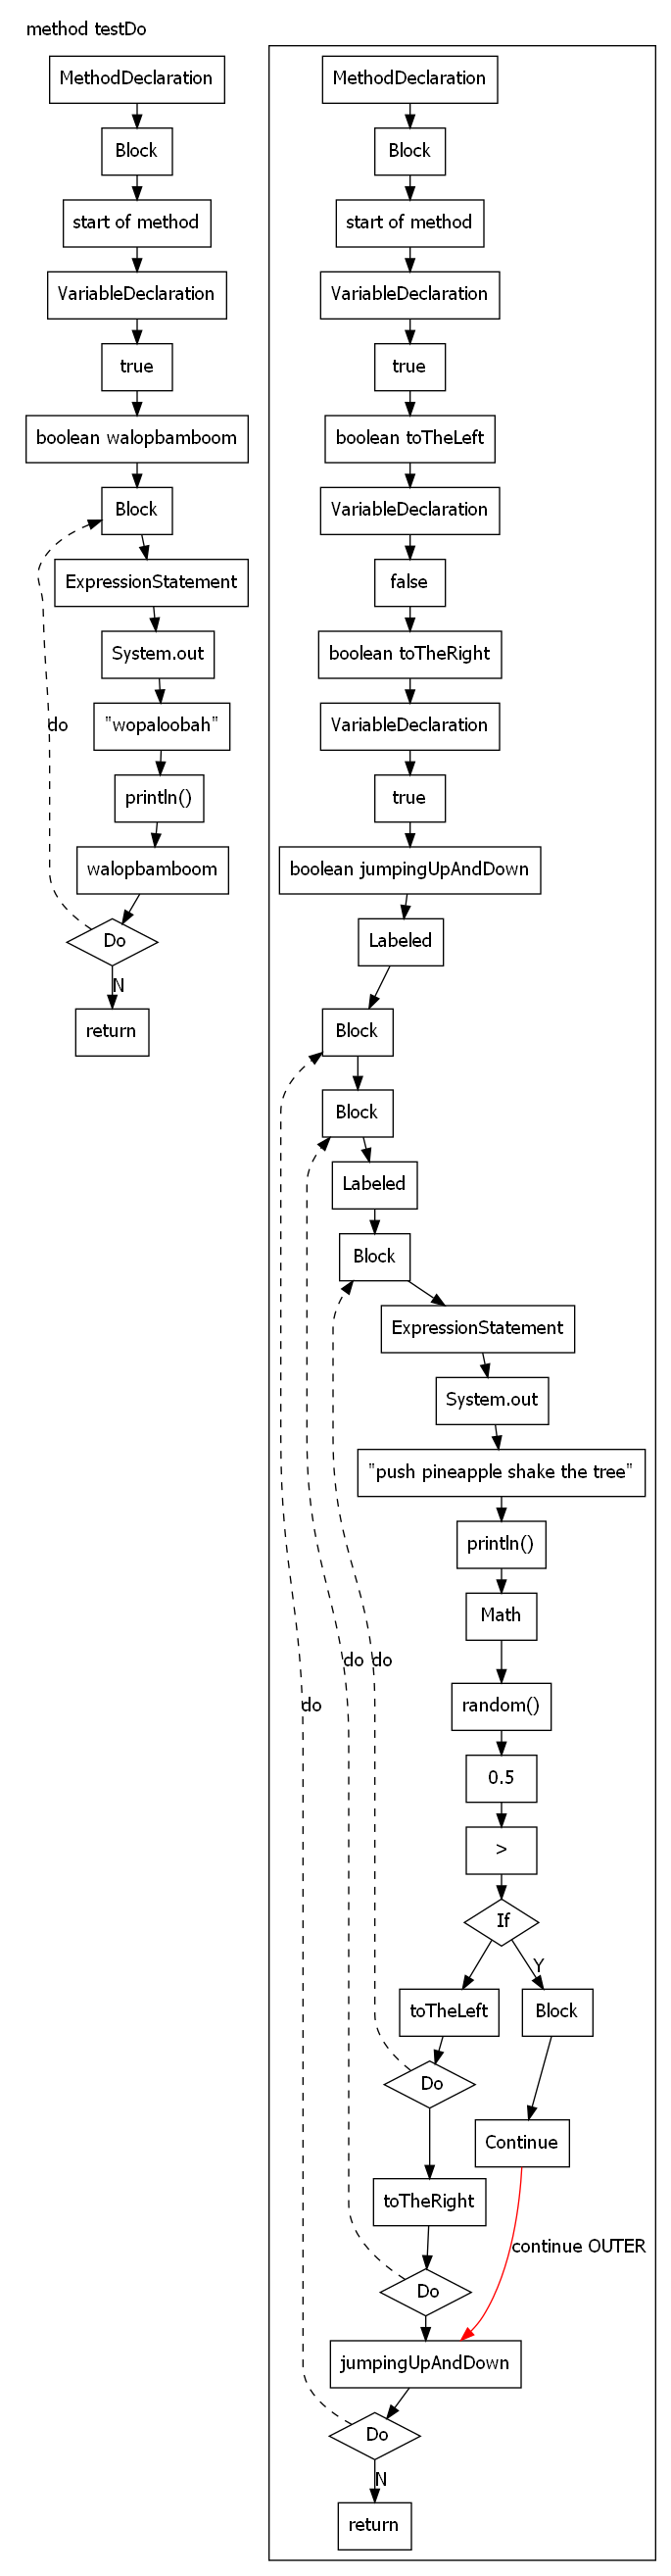 method testDo
MethodDeclaration
Block
start of method
VariableDeclaration
true
boolean walopbamboom
Block
ExpressionStatement
System.out
"wopaloobah"
do
println()
walopbamboom
Do
N
return
MethodDeclaration
Block
start of method
VariableDeclaration
true
boolean toTheLeft
VariableDeclaration
false
boolean toTheRight
VariableDeclaration
true
boolean jumpingUpAndDown
Labeled
Block
Block
Labeled
Block
ExpressionStatement
System.out
"push pineapple shake the tree"
println()
Math
do
do
random()
do
0.5
>
If
Y
toTheLeft
Block
Do
Continue
toTheRight
continue OUTER
Do
jumpingUpAndDown
Do
N
return